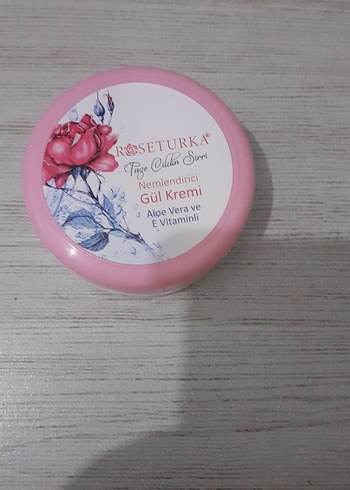 ROSETURKA®
Taze Cildin Sırrı
Nemlendirici
Gül Kremi
Aloe Vera ve
E Vitaminli